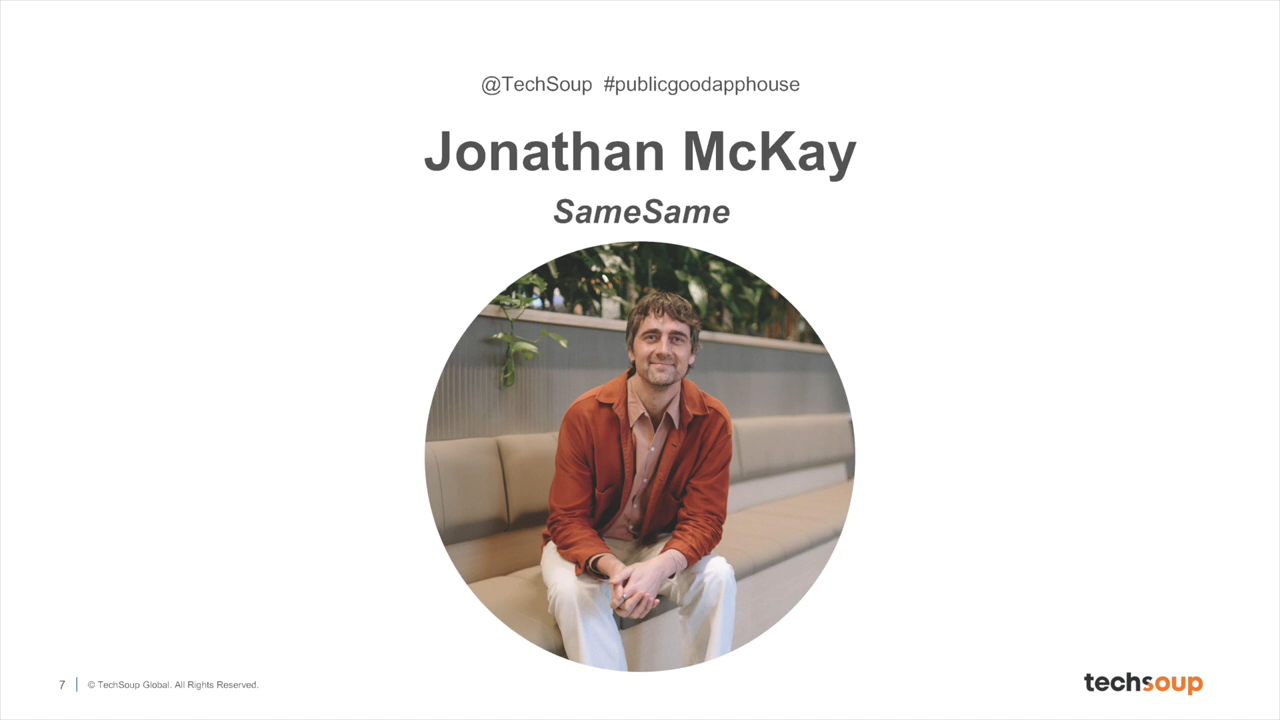 @TechSoup #publicgoodapphouse
Jonathan McKay
SameSame
7
© TechSoup Global. All Rights Reserved.
techsoup